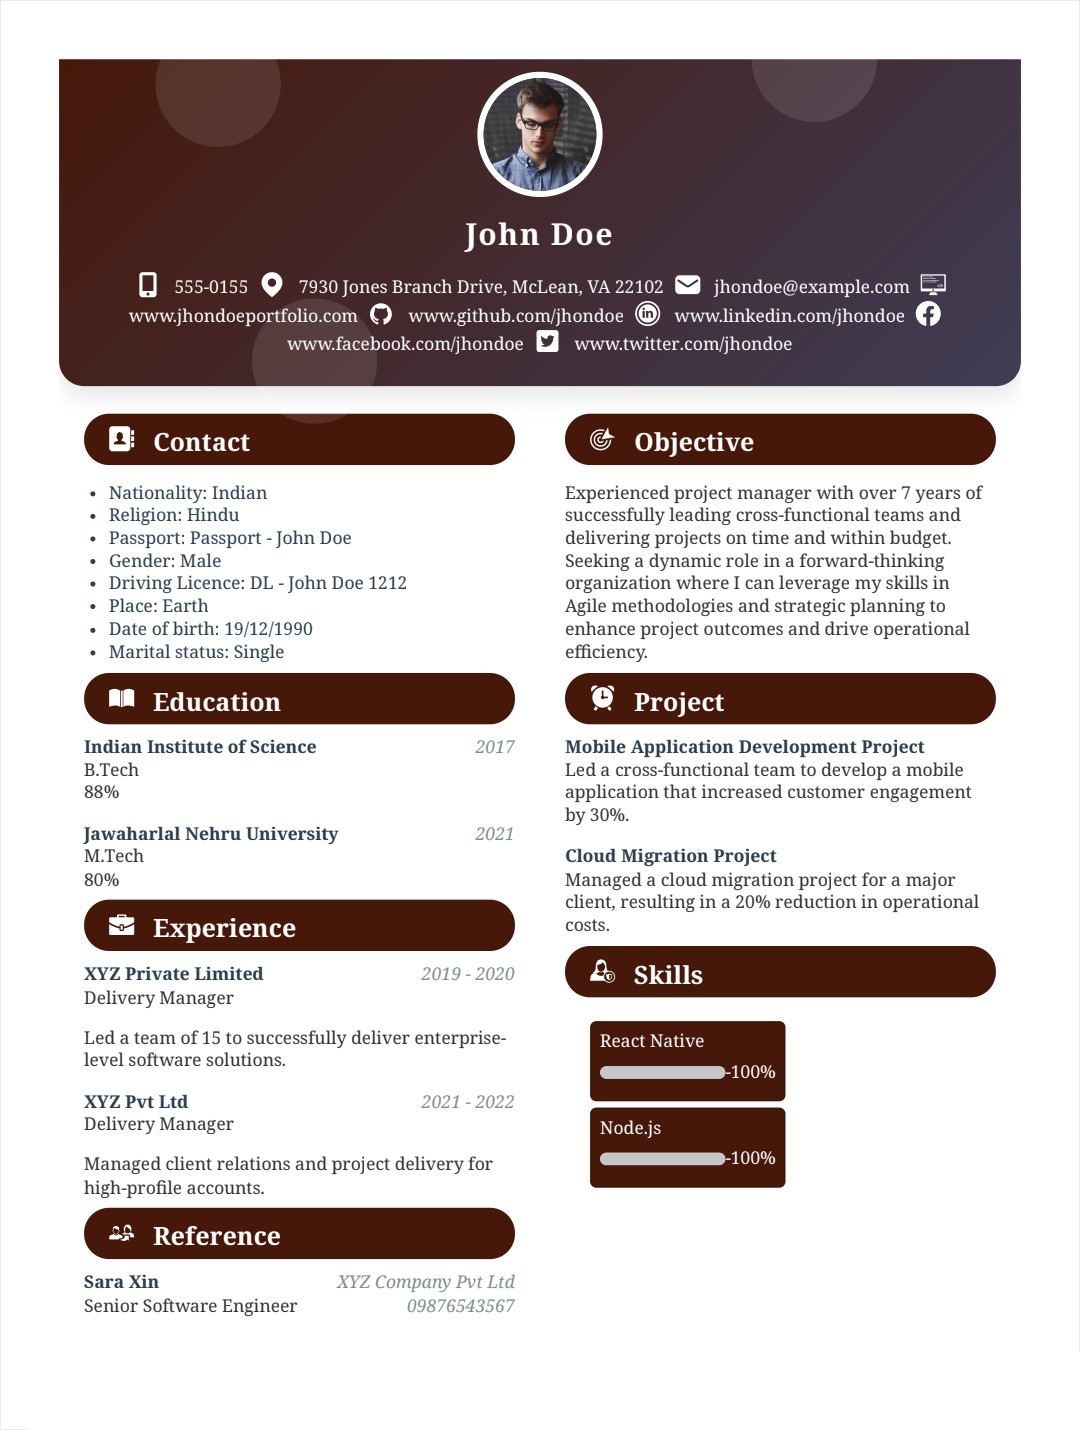 John Doe
555-0155 7930 Jones Branch Drive, McLean, VA 22102 jhondoe@example.com
www.jhondoeportfolio.com www.github.com/jhondoe www.linkedin.com/jhondoe
www.facebook.com/jhondoe www.twitter.com/jhondoe
Contact
• Nationality: Indian
• Religion: Hindu
• Passport: Passport - John Doe
• Gender: Male
• Driving Licence: DL - John Doe 1212
• Place: Earth
• Date of birth: 19/12/1990
• Marital status: Single
Education
Indian Institute of Science 2017
B.Tech
88%
Jawaharlal Nehru University 2021
M.Tech
80%
Experience
XYZ Private Limited 2019 - 2020
Delivery Manager
Led a team of 15 to successfully deliver enterprise-
level software solutions.
XYZ Pvt Ltd 2021 - 2022
Delivery Manager
Managed client relations and project delivery for
high-profile accounts.
Reference
Sara Xin XYZ Company Pvt Ltd
Senior Software Engineer 09876543567
Objective
Experienced project manager with over 7 years of
successfully leading cross-functional teams and
delivering projects on time and within budget.
Seeking a dynamic role in a forward-thinking
organization where I can leverage my skills in
Agile methodologies and strategic planning to
enhance project outcomes and drive operational
efficiency.
Project
Mobile Application Development Project
Led a cross-functional team to develop a mobile
application that increased customer engagement
by 30%.
Cloud Migration Project
Managed a cloud migration project for a major
client, resulting in a 20% reduction in operational
costs.
Skills
React Native
-100%
Node.js
-100%